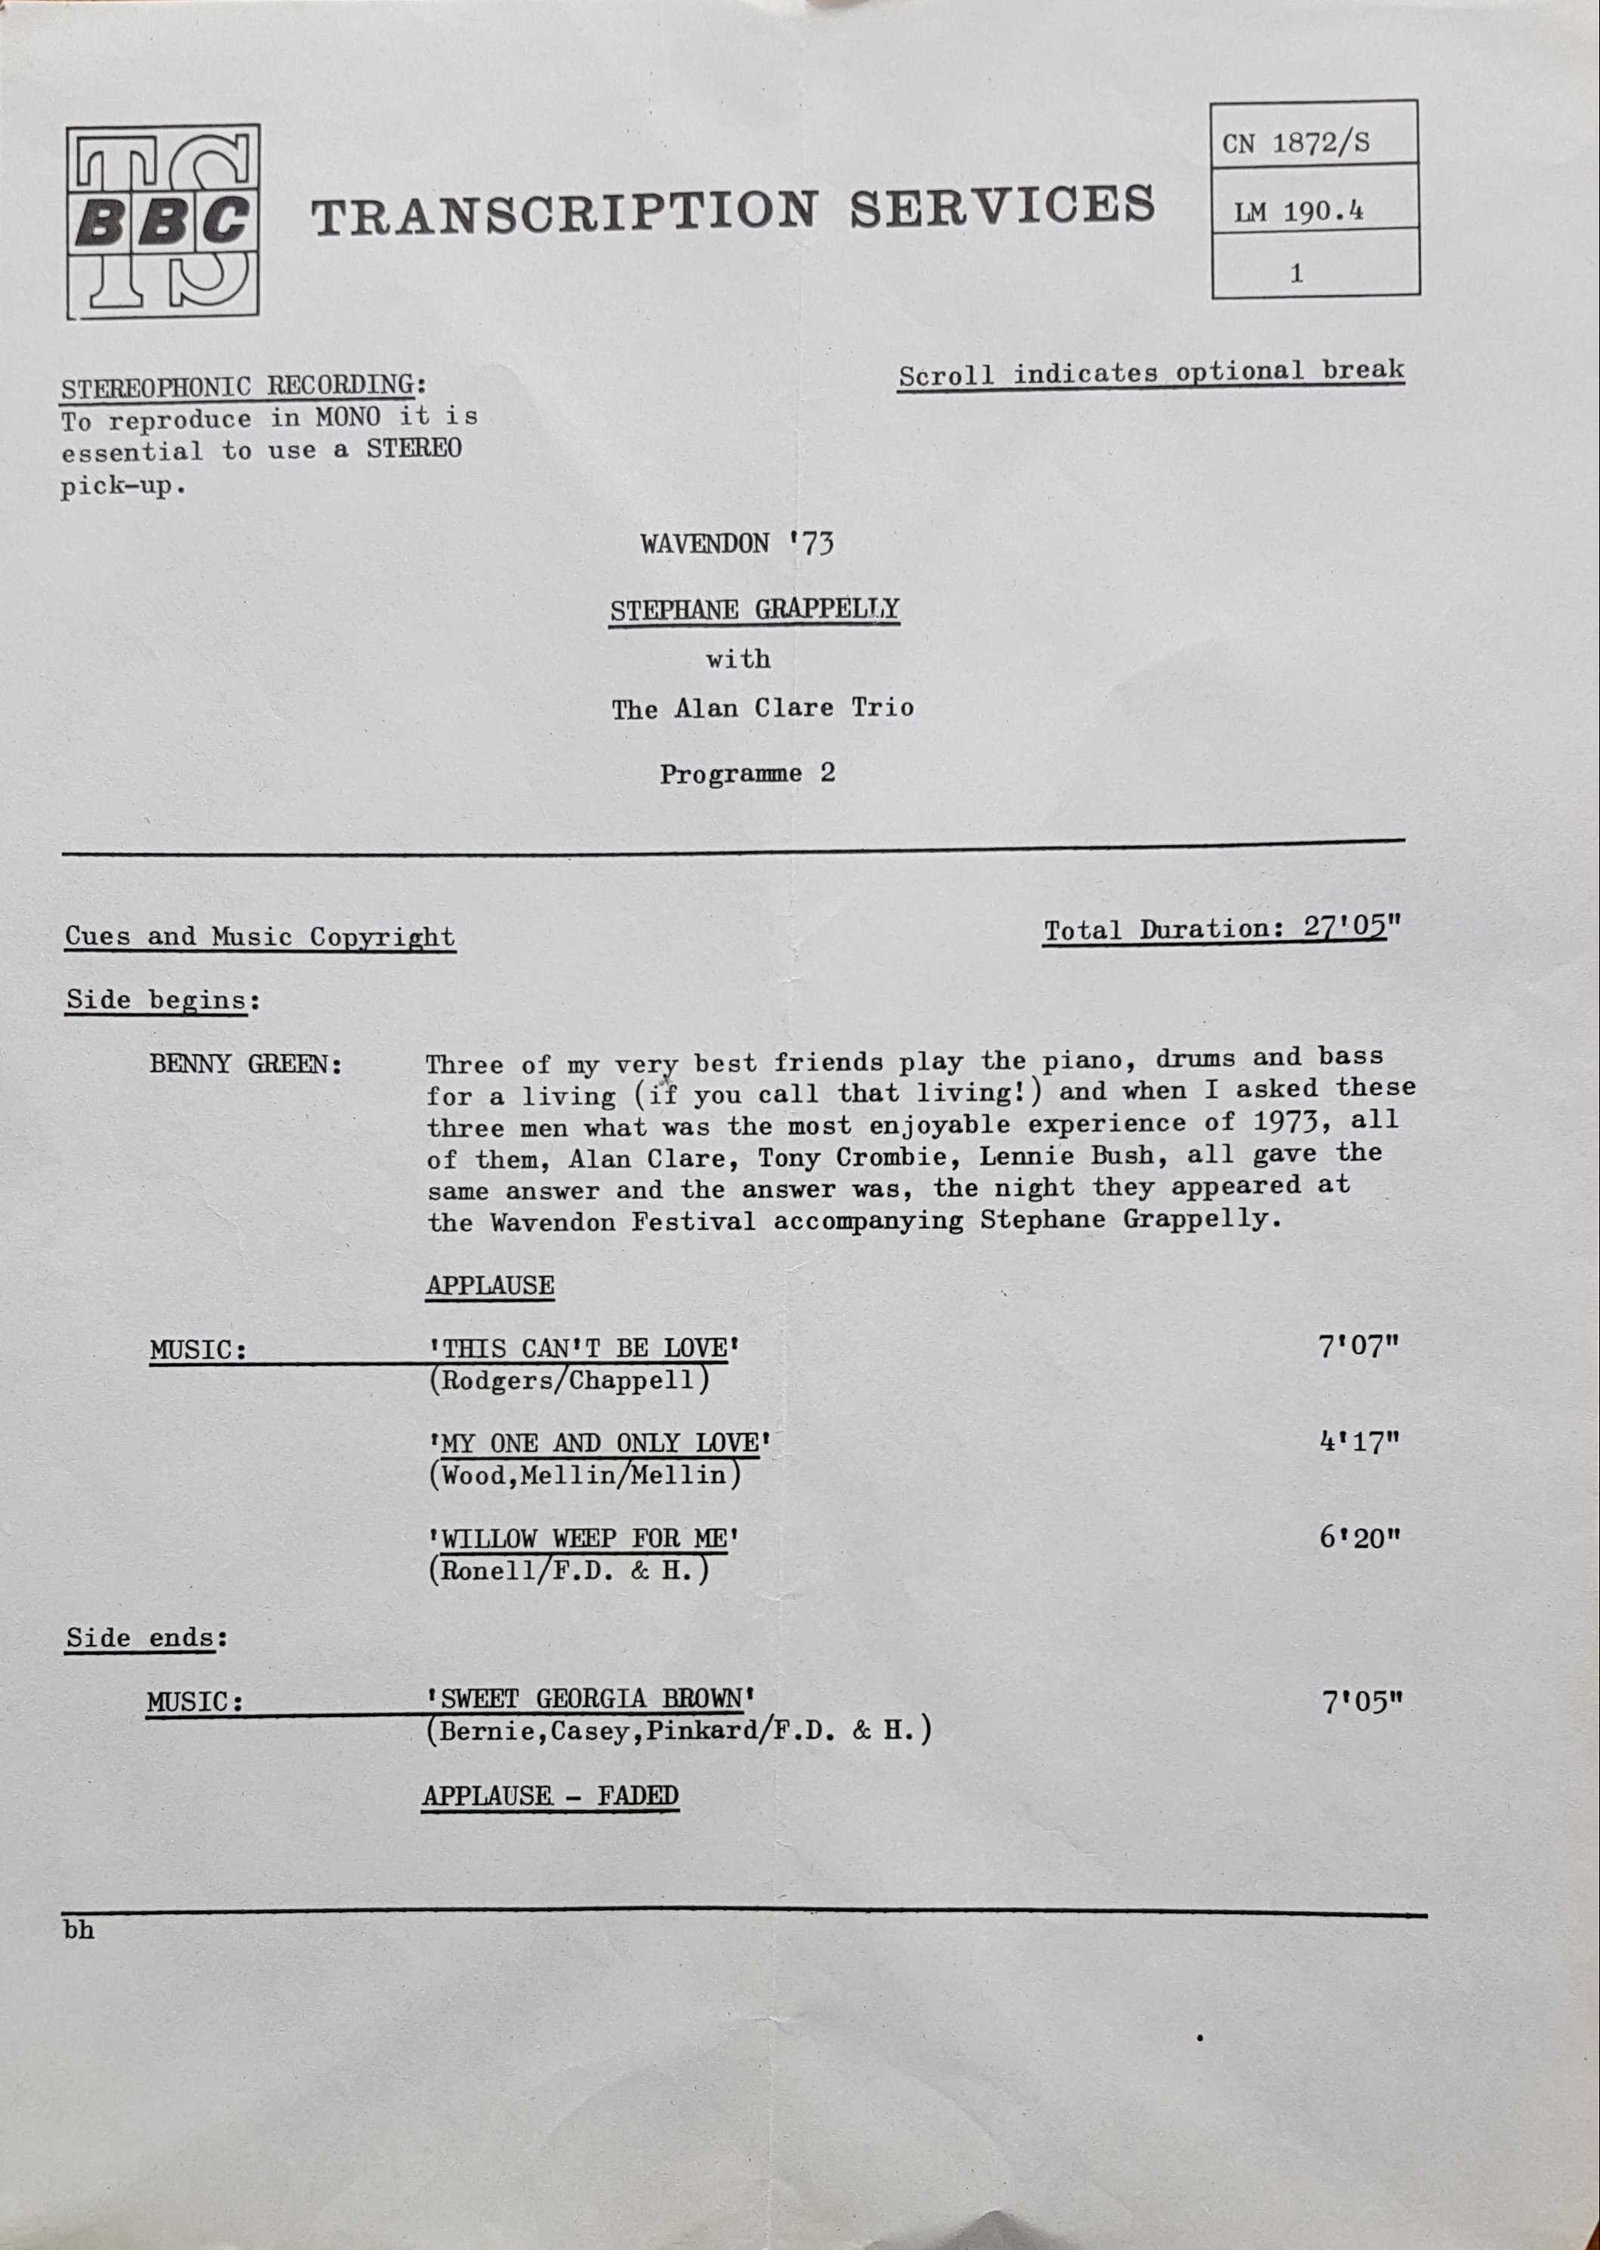 TS
BBC
TS
TRANSCRIPTION SERVICES
CN 1872/S
LM 190.4
1
STEREOPHONIC RECORDING:
To reproduce in MONO it is
essential to use a STEREO
pick-up.
Scroll indicates optional break
WAVENDON '73
STEPHANE GRAPPELLY
with
The Alan Clare Trio
Programme 2
Cues and Music Copyright
Total Duration: 27'05"
Side begins:
BENNY GREEN: Three of my very best friends play the piano, drums and bass
for a living (if you call that living!) and when I asked these
three men what was the most enjoyable experience of 1973, all
of them, Alan Clare, Tony Crombie, Lennie Bush, all gave the
same answer and the answer was, the night they appeared at
the Wavendon Festival accompanying Stephane Grappelly.
APPLAUSE
MUSIC: 'THIS CAN'T BE LOVE' 7'07"
(Rodgers/Chappell)
'MY ONE AND ONLY LOVE' 4'17"
(Wood,Mellin/Mellin)
'WILLOW WEEP FOR ME' 6'20"
(Ronell/F.D. & H.)
Side ends:
MUSIC: 'SWEET GEORGIA BROWN' 7'05"
(Bernie,Casey,Pinkard/F.D. & H.)
APPLAUSE – FADED
bh